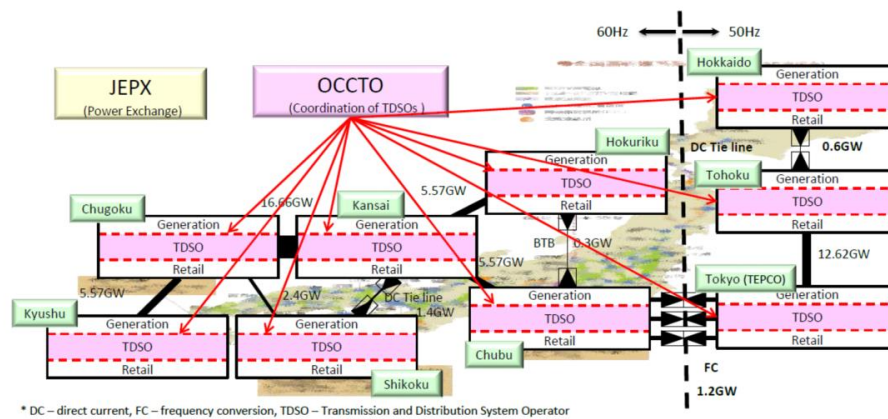 60Hz
50Hz
JEPX
(Power Exchange)
OCCTO
(Coordination of TDSOs )
Hokkaido
Generation
TDSO
Retail
DC Tie line
0.6GW
Hokuriku
Generation
TDSO
Retail
Tohoku
Generation
TDSO
Retail
5.57GW
16.66GW
Chugoku
Generation
TDSO
Retail
Kansai
Generation
TDSO
Retail
BTB
0.3GW
12.62GW
5.57GW
5.57GW
2.4GW
DC Tie line
1.4GW
Kyushu
Generation
TDSO
Retail
Generation
TDSO
Retail
Shikoku
Generation
TDSO
Retail
Chubu
Tokyo (TEPCO)
Generation
TDSO
Retail
FC
1.2GW
* DC – direct current, FC – frequency conversion, TDSO – Transmission and Distribution System Operator